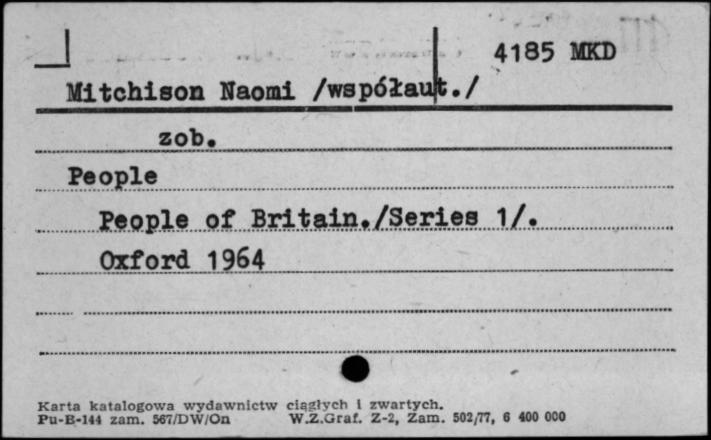 4185 MKD
Mitchison Naomi /współaut./
zob.
People
People of Britain./Series 1/.
Oxford 1964
Karta katalogowa wydawnictw ciągłych i zwartych.
Pu-B-144 zam. 567/DW/On W.Z.Graf. Z-2, Zam. 502/77, 6 400 000